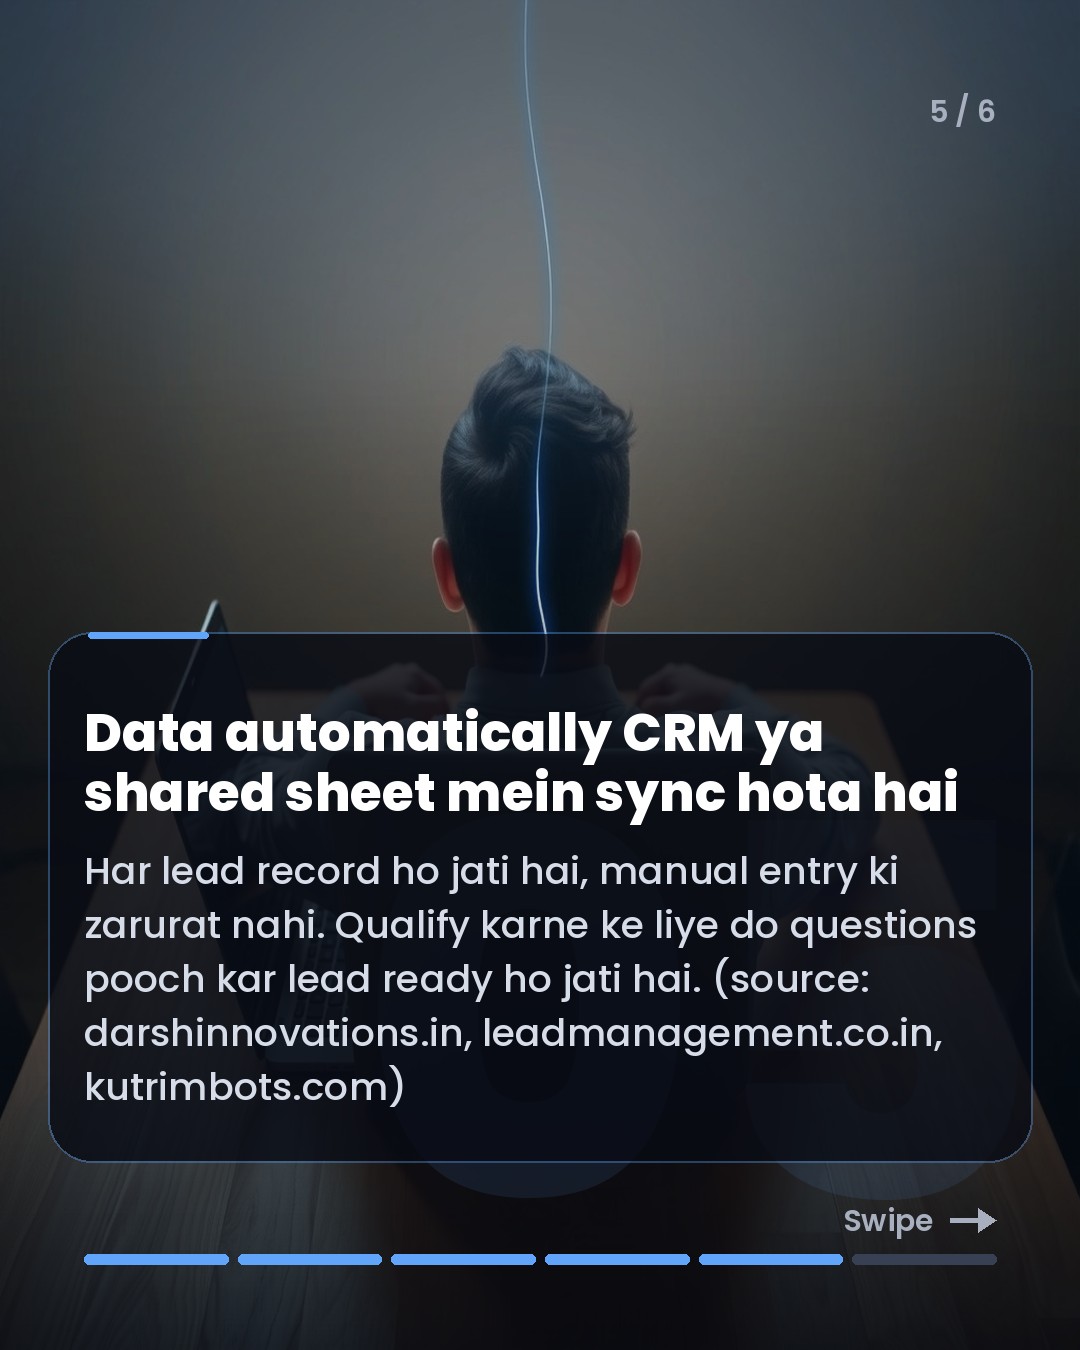 5 / 6
Data automatically CRM ya
shared sheet mein sync hota hai
Har lead record ho jati hai, manual entry ki
zarurat nahi. Qualify karne ke liye do questions
pooch kar lead ready ho jati hai. (source:
darshinnovations.in, leadmanagement.co.in,
kutrimbots.com)
Swipe